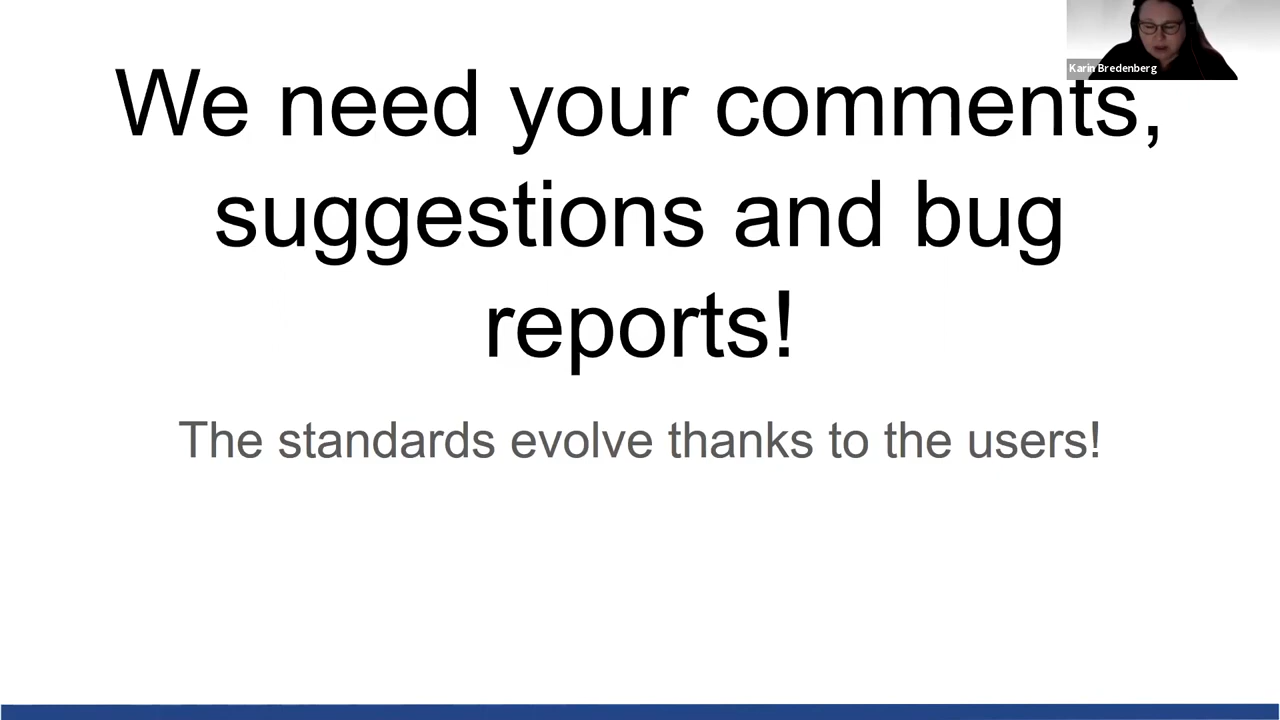 Karin Bredenberg
We need your comments,
suggestions and bug
reports!
The standards evolve thanks to the users!